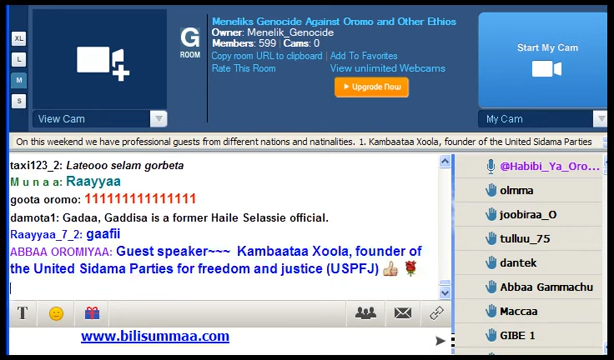 Meneliks Genocide Against Oromo and Other Ethios
Owner: Menelik_Genocide
Members: 599 | Cams: 0
Copy room URL to clipboard | Add To Favorites
Rate This Room View unlimited Webcams
Upgrade Now
G
ROOM
XL
L
M
S
View Cam
Start My Cam
My Cam
On this weekend we have professional guests from different nations and natinalities. 1. Kambaataa Xoola, founder of the United Sidama Parties
taxi123_2: Lateooo selam gorbeta
M u n a a: Raayyaa
goota oromo: 111111111111111
damota1: Gadaa, Gaddisa is a former Haile Selassie official.
Raayyaa_7_2: gaafii
ABBAA OROMIYAA: Guest speaker~~~ Kambaataa Xoola, founder of
the United Sidama Parties for freedom and justice (USPFJ)
T
www.bilisummaa.com
@Habibi_Ya_Oro...
olmma
joobiraa_O
tulluu_75
dantek
Abbaa Gammachu
Maccaa
GIBE 1